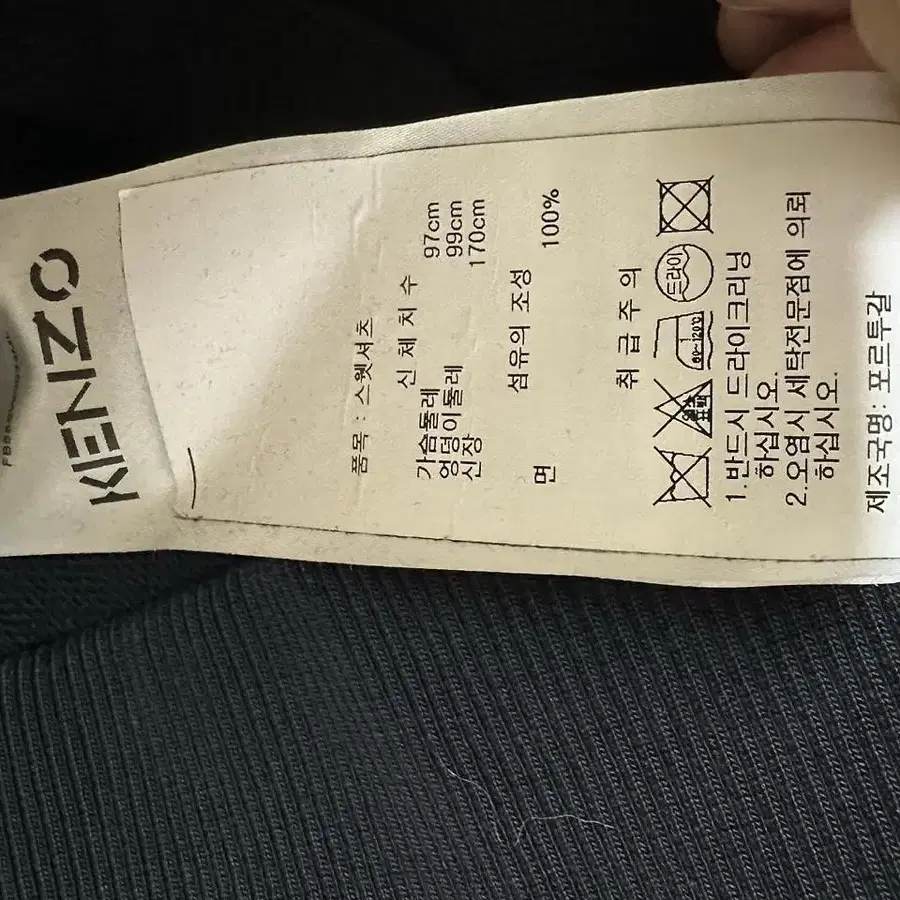 KENZO
품목 : 스웻셔츠
신 체 치 수
가슴둘레 97cm
엉덩이둘레 99cm
신장 170cm
섬유의 조성
면 100%
취 급 주 의
80~120℃ 드라이
1.반드시 드라이크리닝
하십시오.
2.오염시 세탁전문점에 의뢰
하십시오.
제조국명: 포르투갈